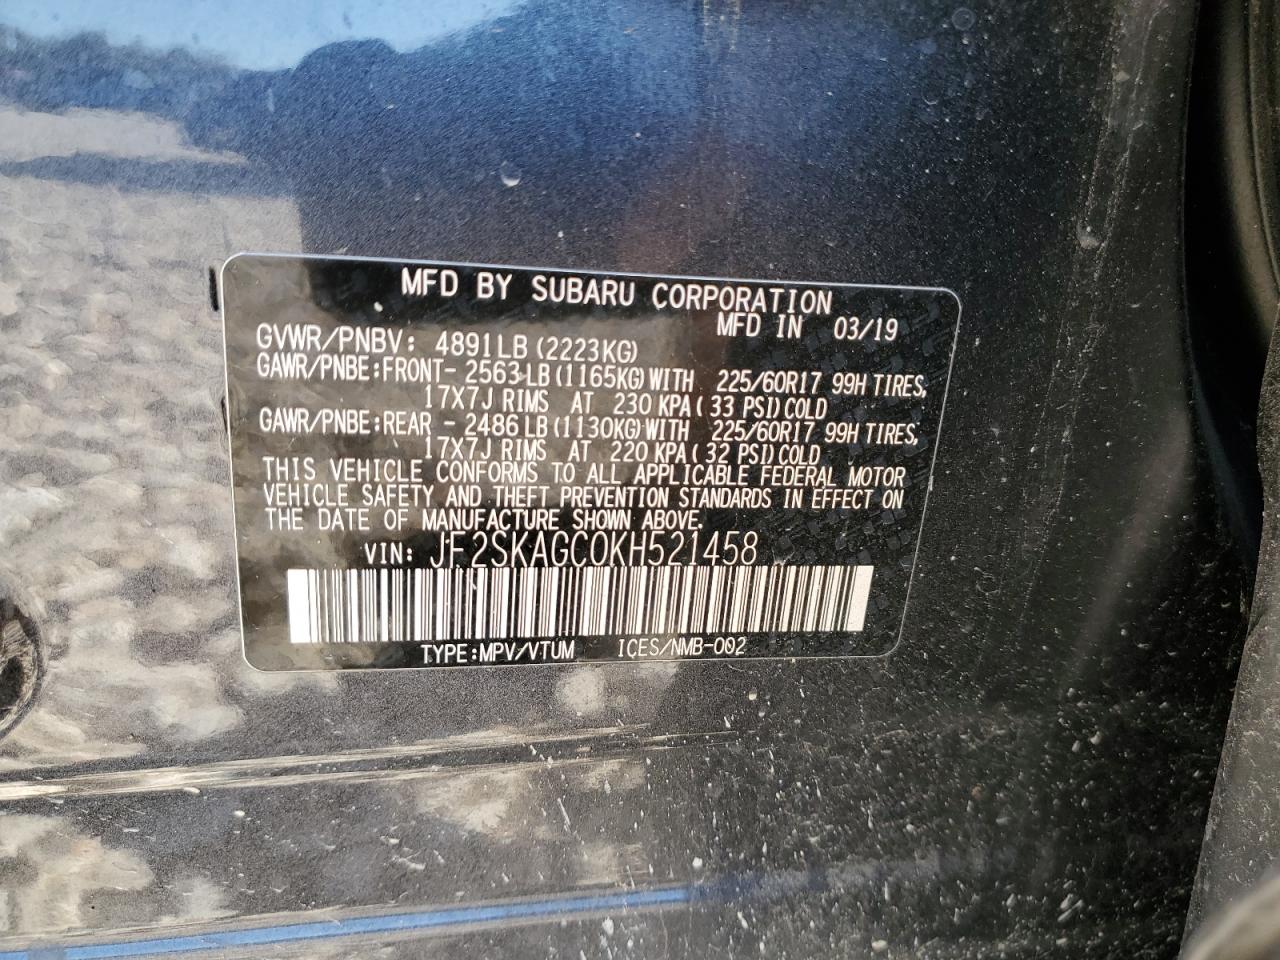 MFD BY SUBARU CORPORATION
MFD IN 03/19
GVWR/PNBV: 4891LB (2223KG)
GAWR/PNBE:FRONT- 2563 LB (1165KG) WITH 225/60R17 99H TIRES,
17X7J RIMS AT 230 KPA ( 33 PSI) COLD
GAWR/PNBE:REAR - 2486 LB (1130KG) WITH 225/60R17 99H TIRES,
17X7J RIMS AT 220 KPA ( 32 PSI) COLD
THIS VEHICLE CONFORMS TO ALL APPLICABLE FEDERAL MOTOR
VEHICLE SAFETY AND THEFT PREVENTION STANDARDS IN EFFECT ON
THE DATE OF MANUFACTURE SHOWN ABOVE.
VIN: JF2SKAGC0KH521458
TYPE:MPV/VTUM ICES/NMB-002